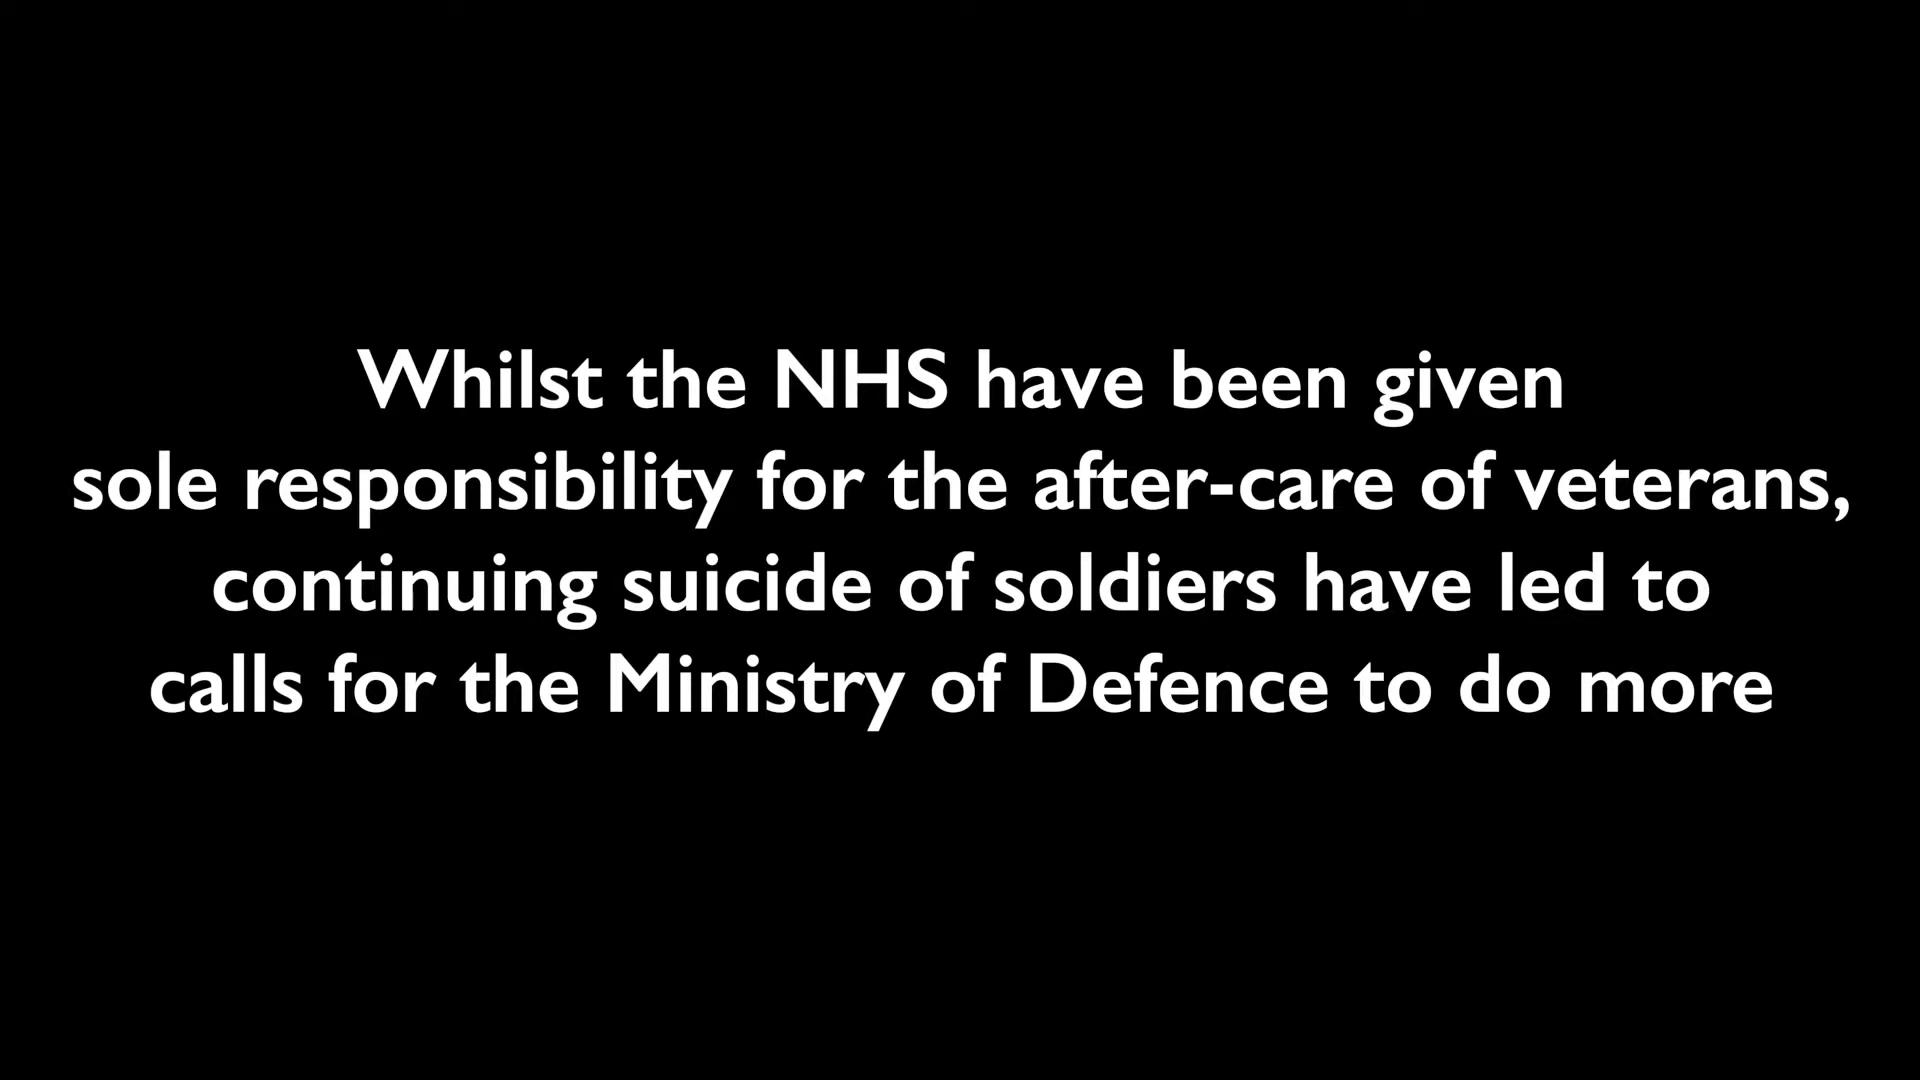 Whilst the NHS have been given
sole responsibility for the after-care of veterans,
continuing suicide of soldiers have led to
calls for the Ministry of Defence to do more